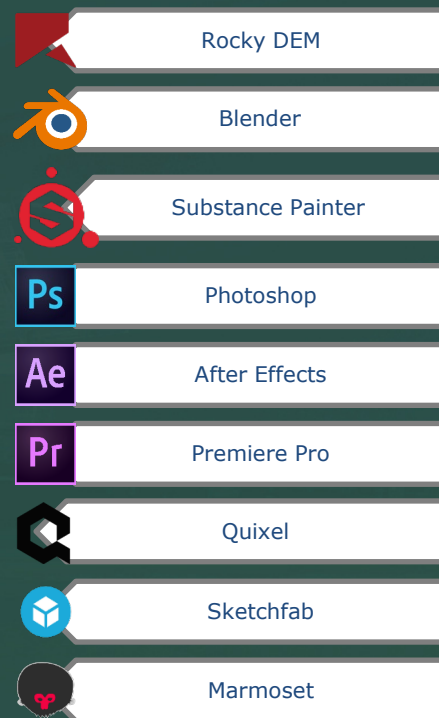 Rocky DEM
Blender
Substance Painter
Ps
Photoshop
Ae
After Effects
Pr
Premiere Pro
Quixel
Sketchfab
Marmoset